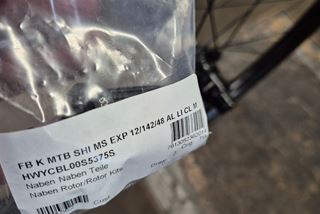 FB K MTB SHI MS EXP 12/142/48 AL LI CL M
HWYCBL00S5375S
Naben Naben Teile
Naben Rotor/Rotor Kits